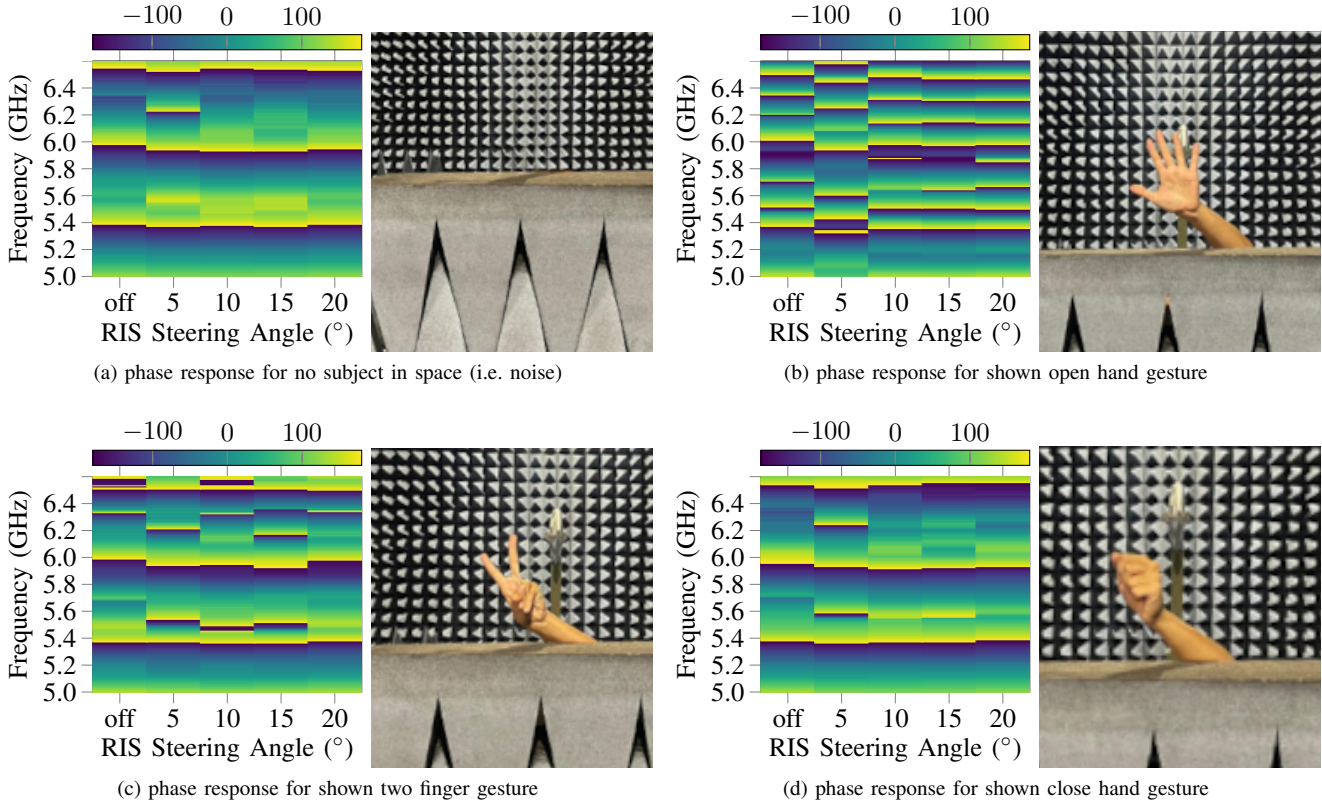 −100 0 100
Frequency (GHz)
6.4
6.2
6.0
5.8
5.6
5.4
5.2
5.0
off 5 10 15 20
RIS Steering Angle (°)
(a) phase response for no subject in space (i.e. noise)
−100 0 100
Frequency (GHz)
6.4
6.2
6.0
5.8
5.6
5.4
5.2
5.0
off 5 10 15 20
RIS Steering Angle (°)
(b) phase response for shown open hand gesture
−100 0 100
Frequency (GHz)
6.4
6.2
6.0
5.8
5.6
5.4
5.2
5.0
off 5 10 15 20
RIS Steering Angle (°)
(c) phase response for shown two finger gesture
−100 0 100
Frequency (GHz)
6.4
6.2
6.0
5.8
5.6
5.4
5.2
5.0
off 5 10 15 20
RIS Steering Angle (°)
(d) phase response for shown close hand gesture